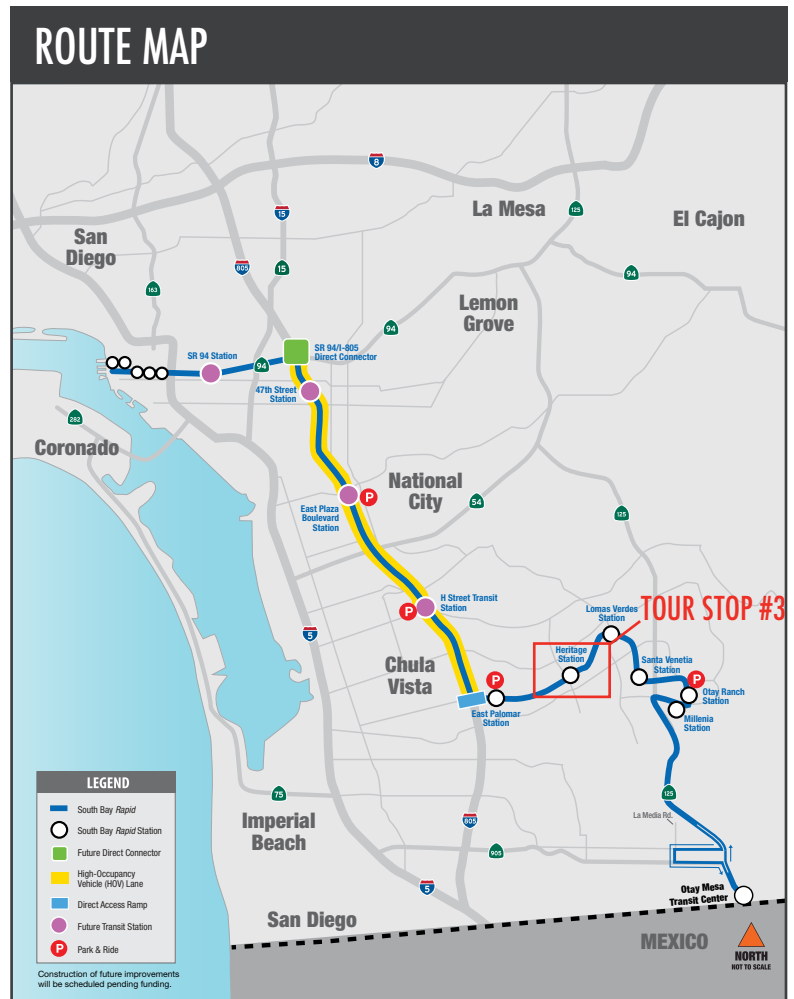 ROUTE MAP
8
15
La Mesa
125
El Cajon
San
Diego
805
15
94
163
Lemon
Grove
94
SR 94 Station
94
SR 94/I-805
Direct Connector
47th Street
Station
282
Coronado
National
City
P
54
East Plaza
Boulevard
Station
125
H Street Transit
Station
P
Lomas Verdes
Station
TOUR STOP #3
5
Heritage
Station
Chula
Vista
Santa Venetia
Station
P
P
Otay Ranch
Station
East Palomar
Station
Millenia
Station
LEGEND
South Bay Rapid
South Bay Rapid Station
Future Direct Connector
High-Occupancy
Vehicle (HOV) Lane
Direct Access Ramp
Future Transit Station
P
Park & Ride
Construction of future improvements
will be scheduled pending funding.
75
125
Imperial
Beach
805
La Media Rd.
905
5
Otay Mesa
Transit Center
San Diego
MEXICO
NORTH
NOT TO SCALE